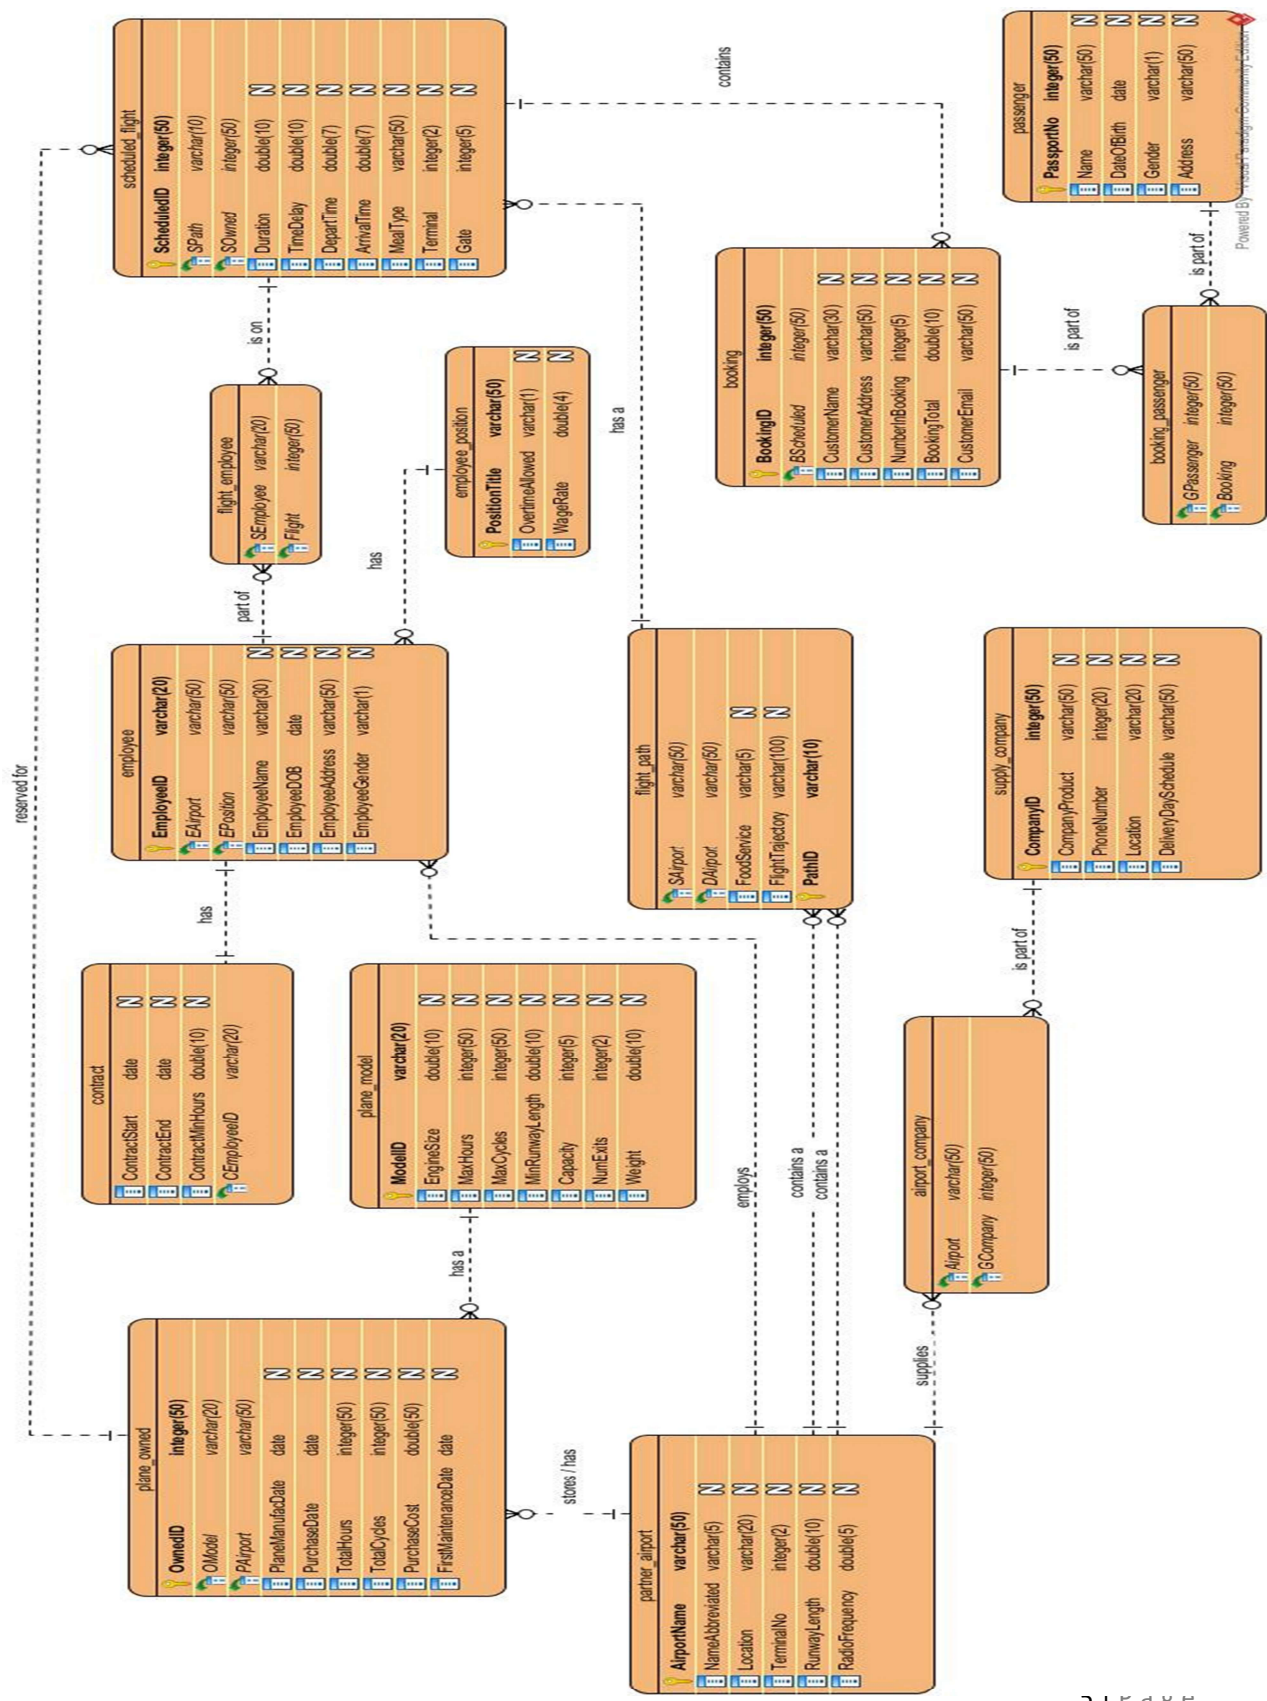 plane_owned
OwnedID integer(50)
OModel varchar(20)
PAirport varchar(50)
PlaneManufacDate date N
PurchaseDate date N
TotalHours integer(50) N
TotalCycles integer(50) N
PurchaseCost double(50) N
FirstMaintenanceDate date N
reserved for
contract
ContractStart date N
ContractEnd date N
ContractMinHours double(10) N
CEmployeeID varchar(20)
has
employee
EmployeeID varchar(20)
EAirport varchar(50)
EPosition varchar(50)
EmployeeName varchar(30) N
EmployeeDOB date N
EmployeeAddress varchar(50) N
EmployeeGender varchar(1) N
part of
flight_employee
SEmployee varchar(20)
Flight integer(50)
is on
scheduled_flight
ScheduledID integer(50)
SPath varchar(10)
SOwned integer(50)
Duration double(10) N
TimeDelay double(10) N
DepartTime double(7) N
ArrivalTime double(7) N
MealType varchar(50) N
Terminal integer(2) N
Gate integer(5) N
has a
plane_model
ModelID varchar(20)
EngineSize double(10) N
MaxHours integer(50) N
MaxCycles integer(50) N
MinRunwayLength double(10) N
Capacity integer(5) N
NumExits integer(2) N
Weight double(10) N
has
employee_position
PositionTitle varchar(50)
OvertimeAllowed varchar(1) N
WageRate double(4) N
stores / has
employs
has a
contains
partner_airport
AirportName varchar(50)
NameAbbreviated varchar(5) N
Location varchar(20) N
TerminalNo integer(2) N
RunwayLength double(10) N
RadioFrequency double(5) N
contains a
contains a
flight_path
SAirport varchar(50)
DAirport varchar(50)
FoodService varchar(5) N
FlightTrajectory varchar(100) N
PathID varchar(10)
booking
BookingID integer(50)
BScheduled integer(50)
CustomerName varchar(30) N
CustomerAddress varchar(50) N
NumberInBooking integer(5) N
BookingTotal double(10) N
CustomerEmail varchar(50) N
supplies
airport_company
Airport varchar(50)
GCompany integer(50)
is part of
supply_company
CompanyID integer(50)
CompanyProduct varchar(50) N
PhoneNumber integer(20) N
Location varchar(20) N
DeliveryDaySchedule varchar(50) N
is part of
booking_passenger
GPassenger integer(50)
Booking integer(50)
is part of
passenger
PassportNo integer(50)
Name varchar(50) N
DateOfBirth date N
Gender varchar(1) N
Address varchar(50) N
Powered By Visual Paradigm Community Edition